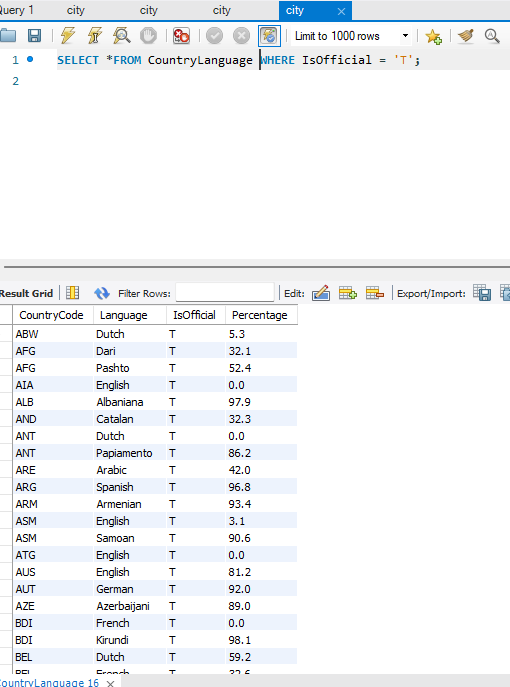 Query 1 city city city city
Limit to 1000 rows
1 SELECT *FROM CountryLanguage WHERE IsOfficial = 'T';
2
Result Grid Filter Rows: Edit: Export/Import:
CountryCode Language IsOfficial Percentage
ABW Dutch T 5.3
AFG Dari T 32.1
AFG Pashto T 52.4
AIA English T 0.0
ALB Albaniana T 97.9
AND Catalan T 32.3
ANT Dutch T 0.0
ANT Papiamento T 86.2
ARE Arabic T 42.0
ARG Spanish T 96.8
ARM Armenian T 93.4
ASM English T 3.1
ASM Samoan T 90.6
ATG English T 0.0
AUS English T 81.2
AUT German T 92.0
AZE Azerbaijani T 89.0
BDI French T 0.0
BDI Kirundi T 98.1
BEL Dutch T 59.2
BEL French T 32.6
CountryLanguage 16